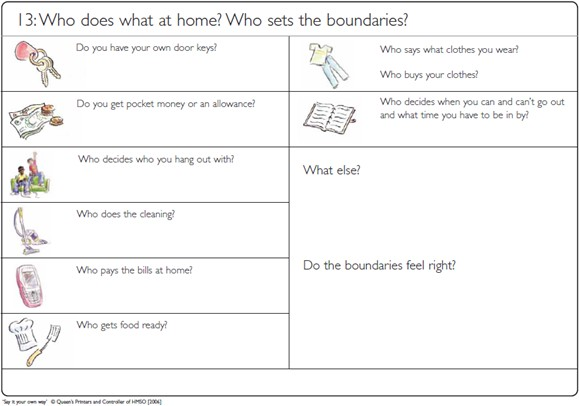 13: Who does what at home? Who sets the boundaries?
Do you have your own door keys?
Do you get pocket money or an allowance?
Who decides who you hang out with?
Who does the cleaning?
Who pays the bills at home?
Who gets food ready?
Who says what clothes you wear?
Who buys your clothes?
Who decides when you can and can't go out
and what time you have to be in by?
What else?
Do the boundaries feel right?
"Say it your own way" © Queen's Printers and Controller of HMSO [2006]